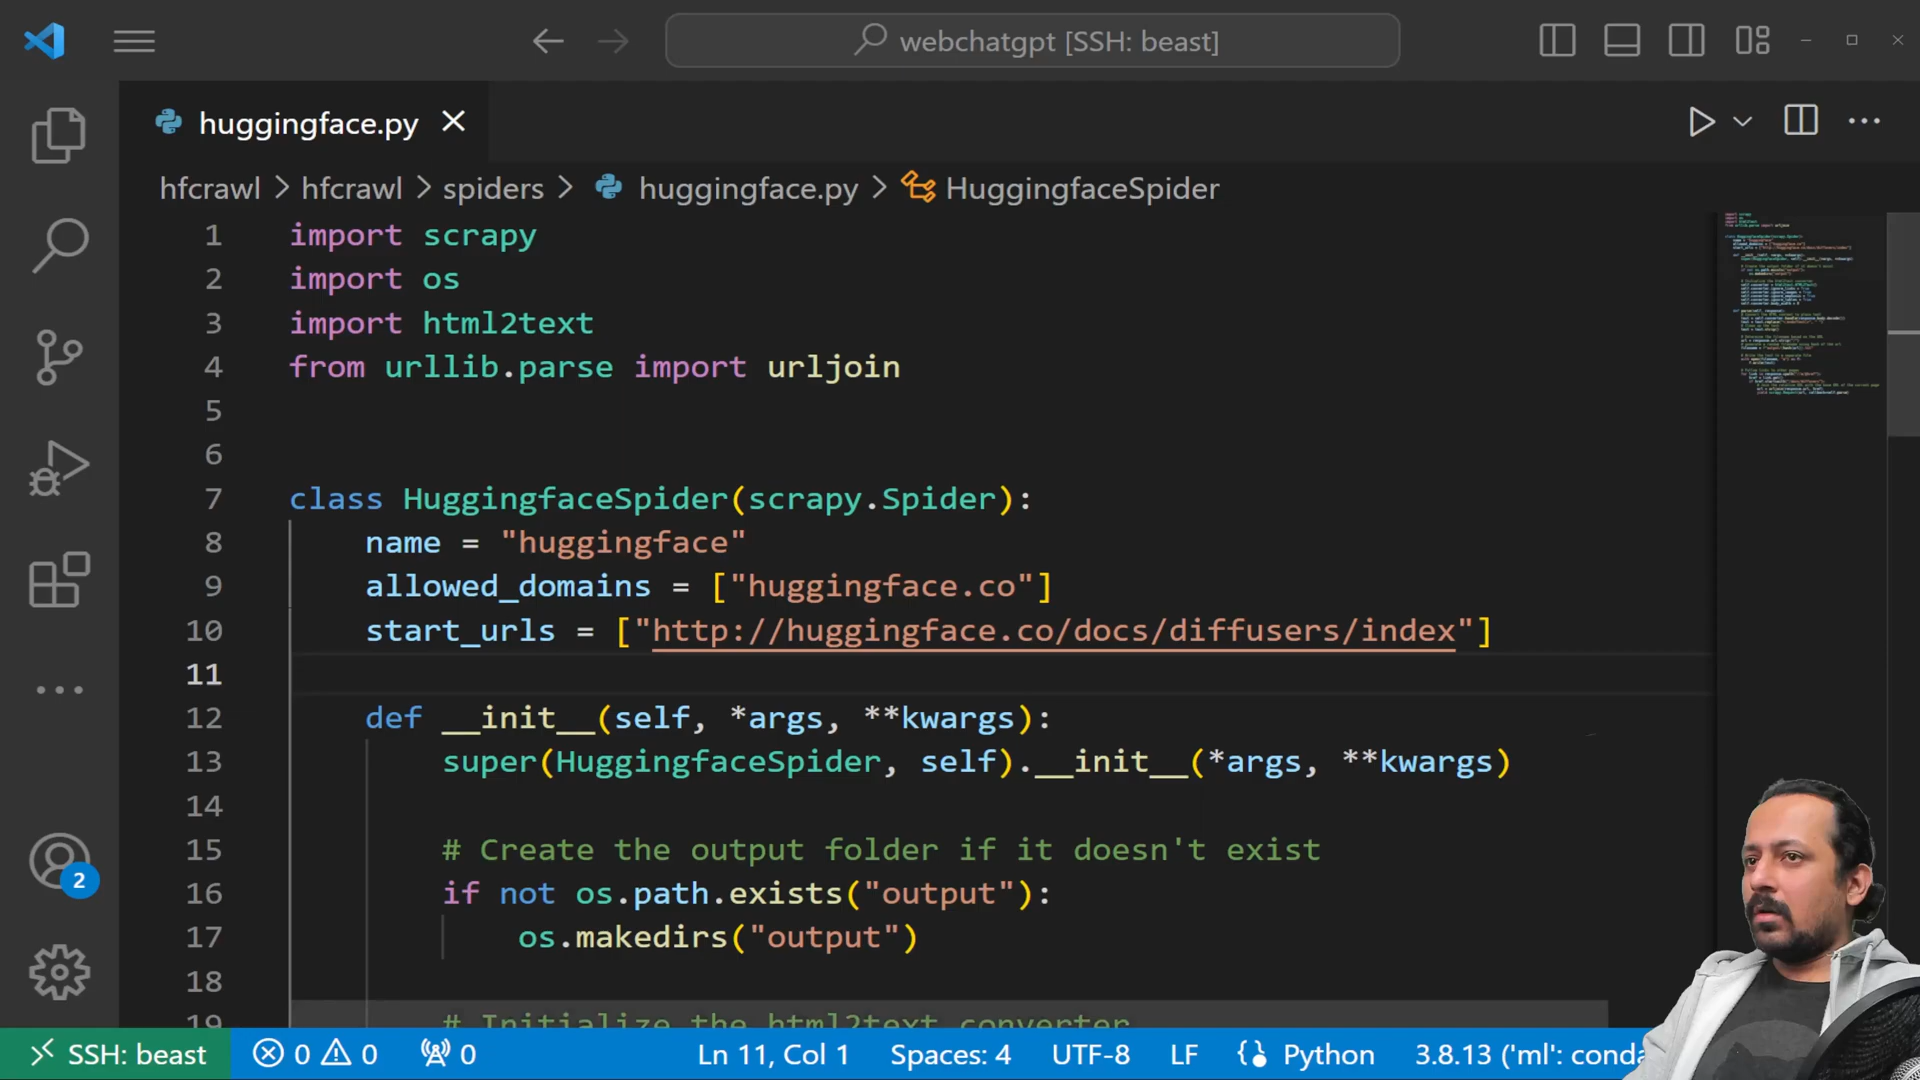 webchatgpt [SSH: beast]
huggingface.py
hfcrawl > hfcrawl > spiders > huggingface.py > HuggingfaceSpider
1 import scrapy
2 import os
3 import html2text
4 from urllib.parse import urljoin
5
6
7 class HuggingfaceSpider(scrapy.Spider):
8 name = "huggingface"
9 allowed_domains = ["huggingface.co"]
10 start_urls = ["http://huggingface.co/docs/diffusers/index"]
11
12 def __init__(self, *args, **kwargs):
13 super(HuggingfaceSpider, self).__init__(*args, **kwargs)
14
15 # Create the output folder if it doesn't exist
16 if not os.path.exists("output"):
17 os.makedirs("output")
18
19 # Initialize the html2text converter
2
SSH: beast 0 0 0 Ln 11, Col 1 Spaces: 4 UTF-8 LF Python 3.8.13 ('ml': conda